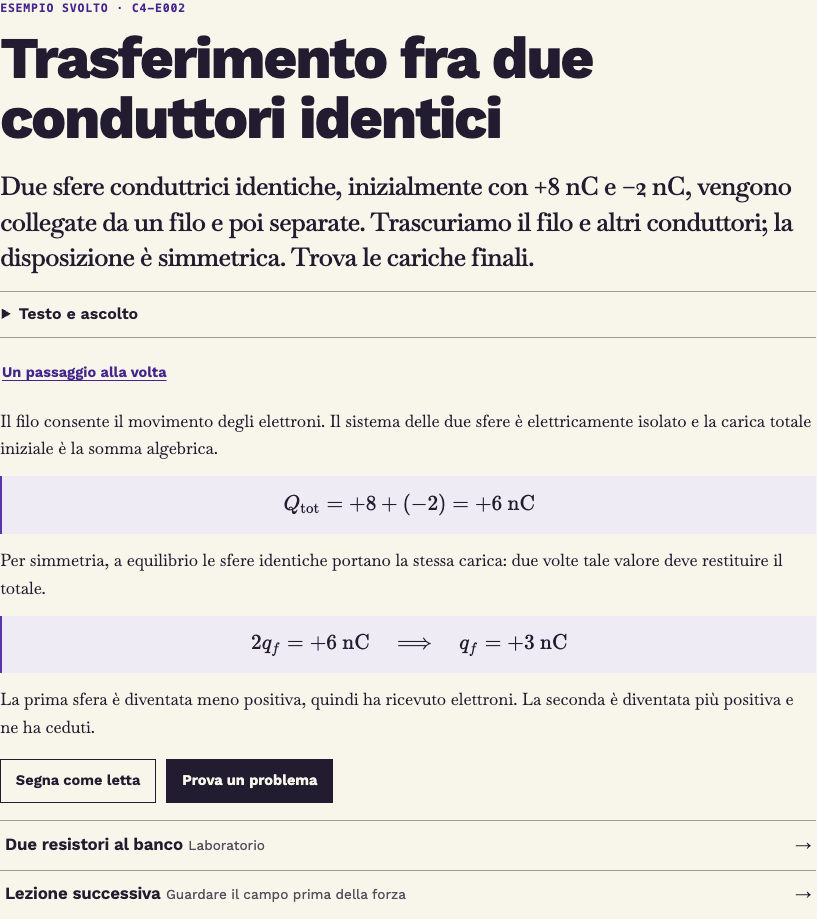 ESEMPIO SVOLTO · C4–E002
Trasferimento fra due
conduttori identici
Due sfere conduttrici identiche, inizialmente con +8 nC e −2 nC, vengono
collegate da un filo e poi separate. Trascuriamo il filo e altri conduttori; la
disposizione è simmetrica. Trova le cariche finali.
▶ Testo e ascolto
Un passaggio alla volta
Il filo consente il movimento degli elettroni. Il sistema delle due sfere è elettricamente isolato e la carica totale
iniziale è la somma algebrica.
Q_tot = +8 + (−2) = +6 nC
Per simmetria, a equilibrio le sfere identiche portano la stessa carica: due volte tale valore deve restituire il
totale.
2q_f = +6 nC ⟹ q_f = +3 nC
La prima sfera è diventata meno positiva, quindi ha ricevuto elettroni. La seconda è diventata più positiva e
ne ha ceduti.
Segna come letta Prova un problema
Due resistori al banco Laboratorio →
Lezione successiva Guardare il campo prima della forza →